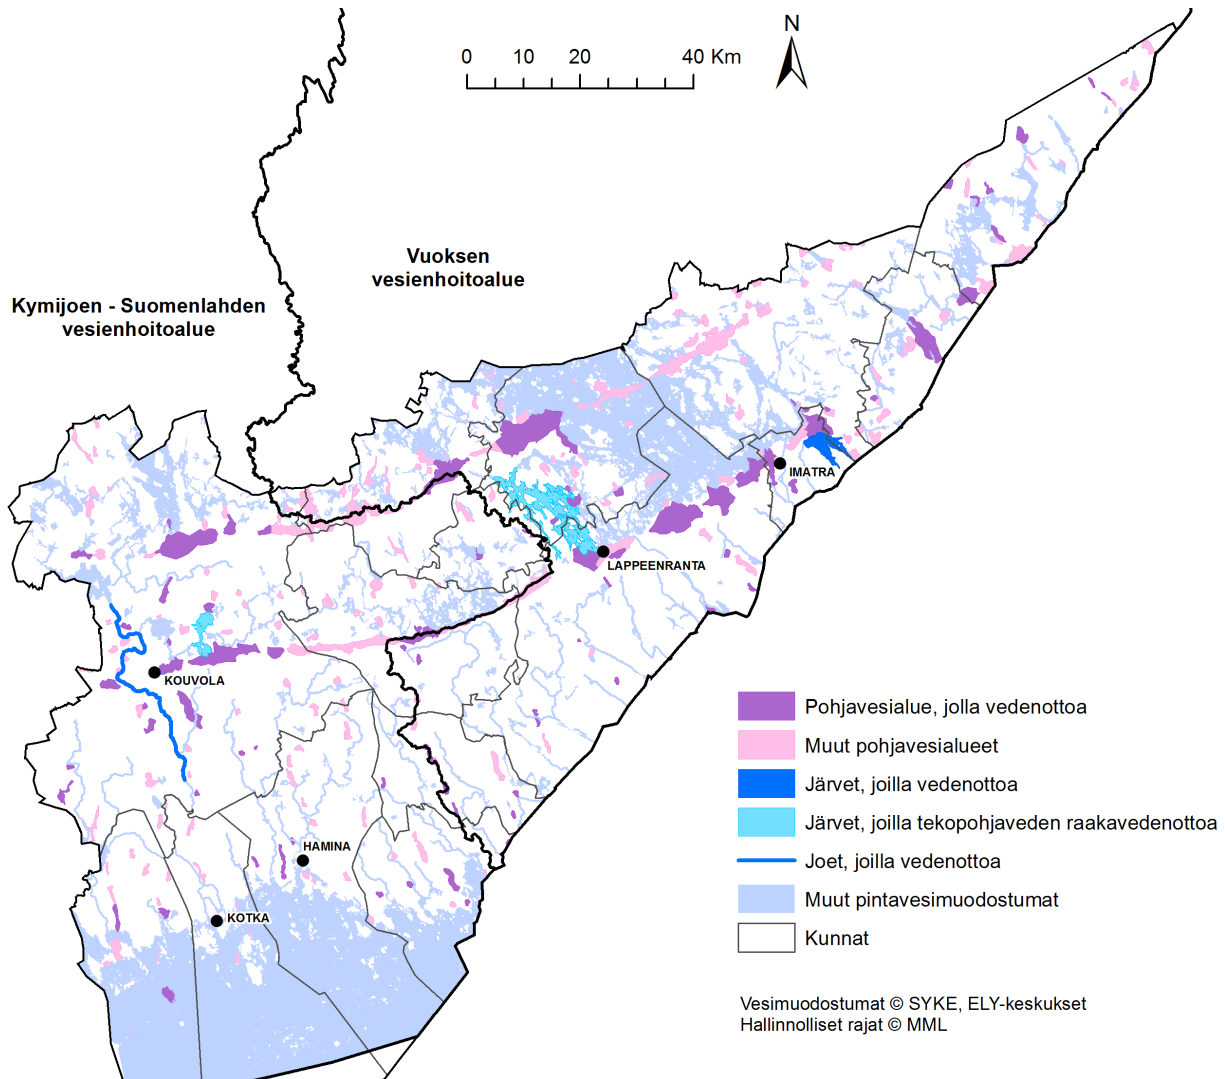 N
0 10 20 40 Km
Vuoksen
vesienhoitoalue
Kymijoen - Suomenlahden
vesienhoitoalue
IMATRA
LAPPEENRANTA
KOUVOLA
HAMINA
KOTKA
Pohjavesialue, jolla vedenottoa
Muut pohjavesialueet
Järvet, joilla vedenottoa
Järvet, joilla tekopohjaveden raakavedenottoa
Joet, joilla vedenottoa
Muut pintavesimuodostumat
Kunnat
Vesimuodostumat © SYKE, ELY-keskukset
Hallinnolliset rajat © MML